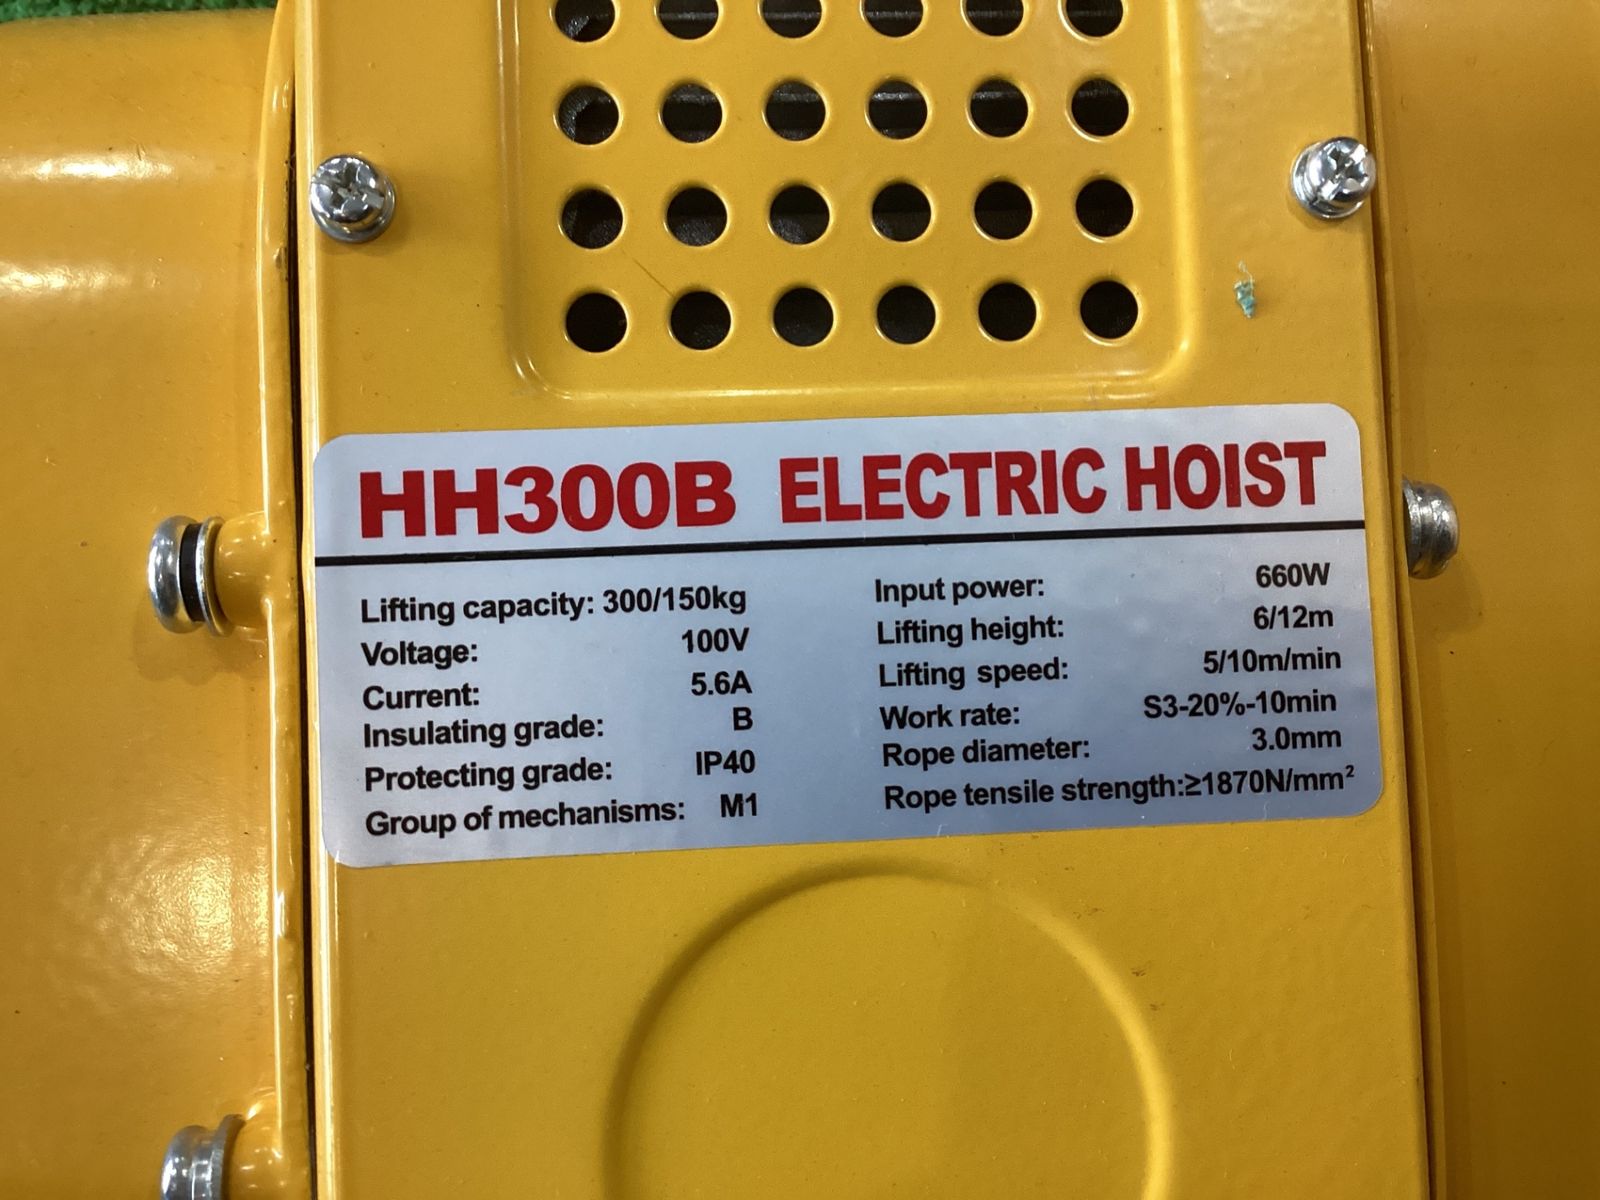 HH300B ELECTRIC HOIST
Lifting capacity: 300/150kg
Voltage: 100V
Current: 5.6A
Insulating grade: B
Protecting grade: IP40
Group of mechanisms: M1
Input power: 660W
Lifting height: 6/12m
Lifting speed: 5/10m/min
Work rate: S3-20%-10min
Rope diameter: 3.0mm
Rope tensile strength:≥1870N/mm²